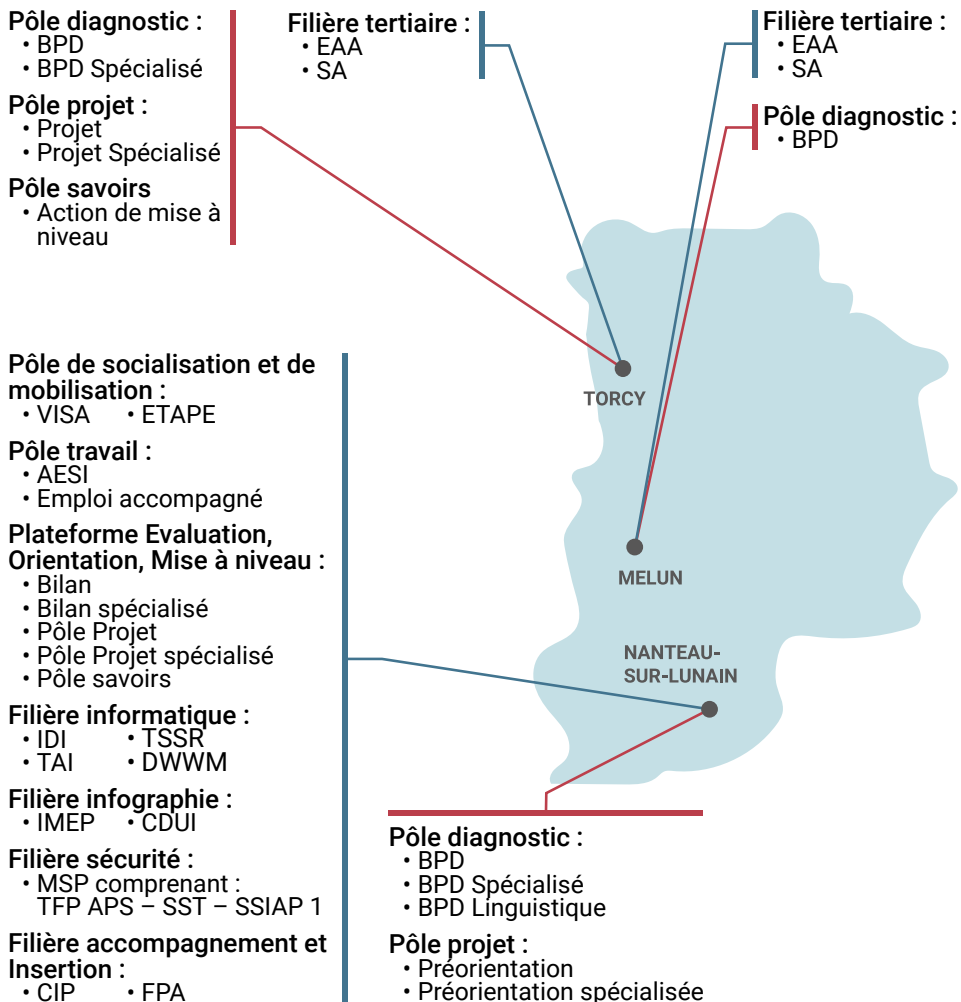 Pôle diagnostic :
• BPD
• BPD Spécialisé
Pôle projet :
• Projet
• Projet Spécialisé
Pôle savoirs
• Action de mise à
niveau
Filière tertiaire :
• EAA
• SA
Filière tertiaire :
• EAA
• SA
Pôle diagnostic :
• BPD
TORCY
MELUN
NANTEAU-
SUR-LUNAIN
Pôle de socialisation et de
mobilisation :
• VISA • ETAPE
Pôle travail :
• AESI
• Emploi accompagné
Plateforme Evaluation,
Orientation, Mise à niveau :
• Bilan
• Bilan spécialisé
• Pôle Projet
• Pôle Projet spécialisé
• Pôle savoirs
Filière informatique :
• IDI • TSSR
• TAI • DWWM
Filière infographie :
• IMEP • CDUI
Filière sécurité :
• MSP comprenant :
TFP APS – SST – SSIAP 1
Filière accompagnement et
Insertion :
• CIP • FPA
Pôle diagnostic :
• BPD
• BPD Spécialisé
• BPD Linguistique
Pôle projet :
• Préorientation
• Préorientation spécialisée